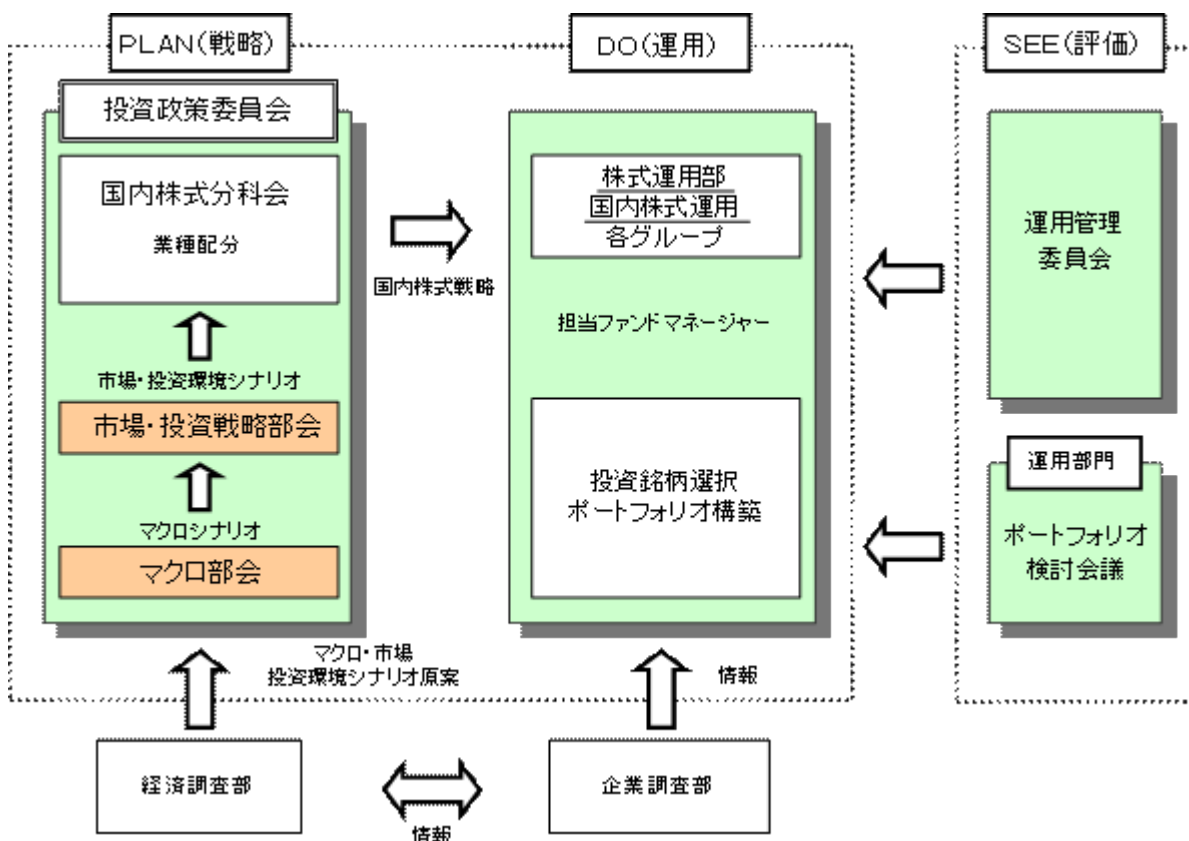 PLAN(戦略)
DO(運用)
SEE(評価)
投資政策委員会
国内株式分科会
業種配分
市場・投資環境シナリオ
市場・投資戦略部会
マクロシナリオ
マクロ部会
国内株式戦略
株式運用部
国内株式運用
各グループ
担当ファンドマネージャー
投資銘柄選択
ポートフォリオ構築
運用管理
委員会
運用部門
ポートフォリオ
検討会議
マクロ・市場
投資環境シナリオ原案
情報
経済調査部
情報
企業調査部